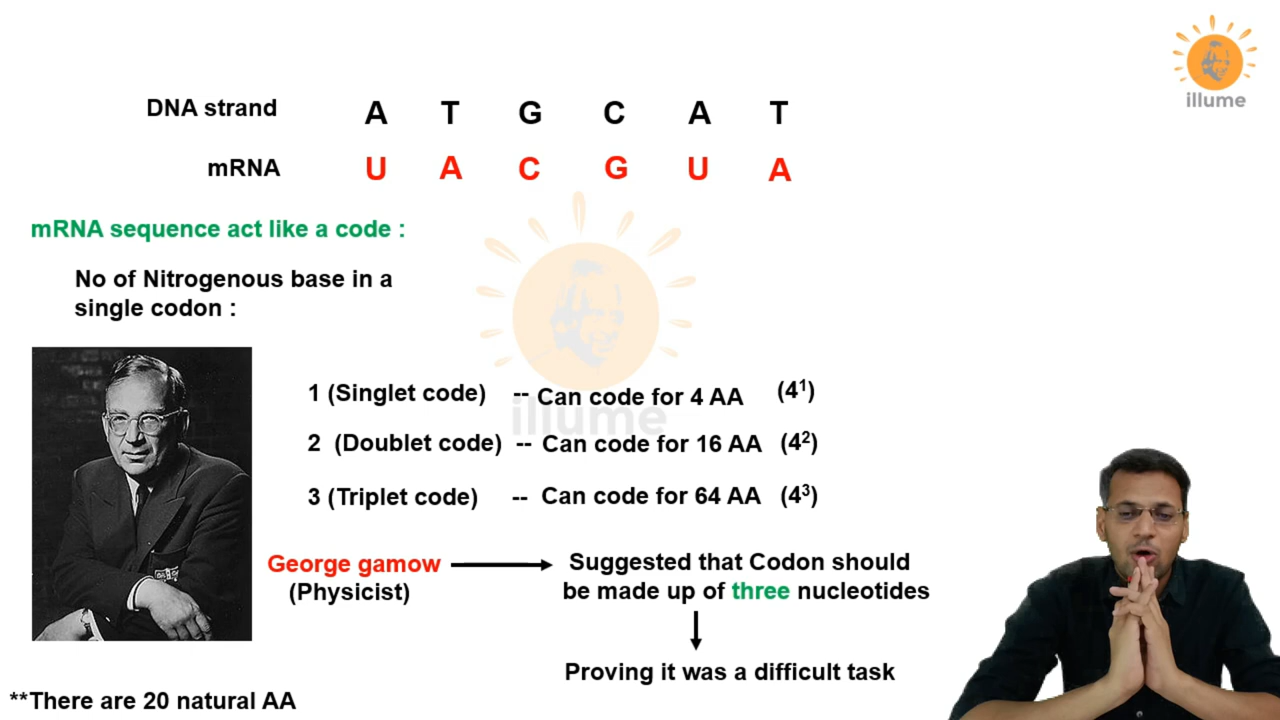 illume
DNA strand A T G C A T
mRNA U A C G U A
mRNA sequence act like a code :
No of Nitrogenous base in a
single codon :
illume
1 (Singlet code) -- Can code for 4 AA (4¹)
2 (Doublet code) -- Can code for 16 AA (4²)
3 (Triplet code) -- Can code for 64 AA (4³)
George gamow
(Physicist)
Suggested that Codon should
be made up of three nucleotides
Proving it was a difficult task
**There are 20 natural AA